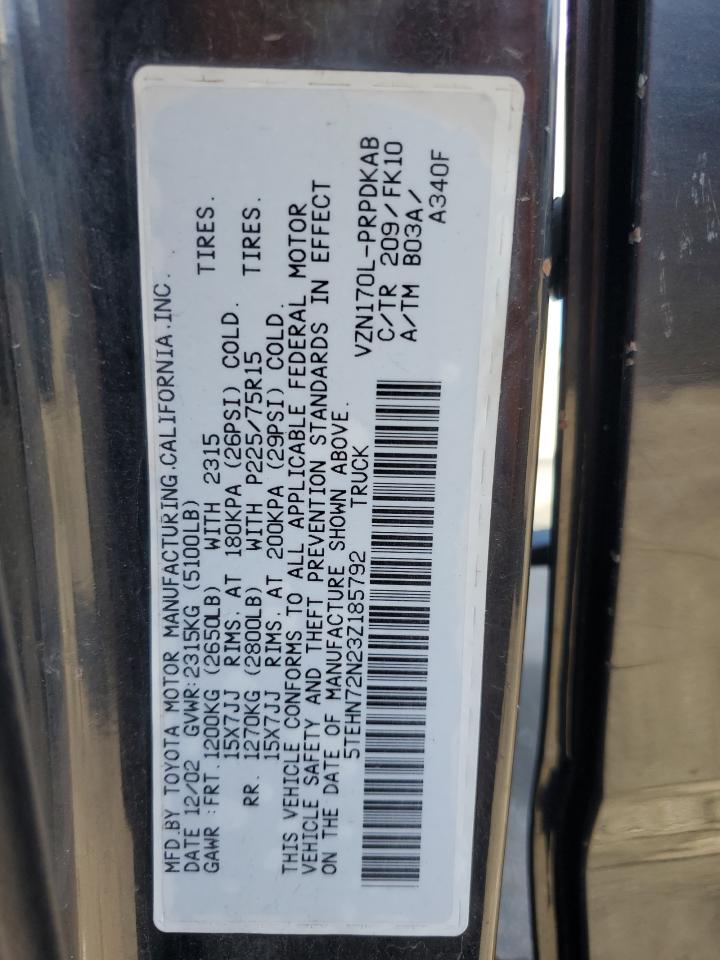 MFD.BY TOYOTA MOTOR MANUFACTURING.CALIFORNIA.INC.
DATE 12/02 GVWR:2315KG (5100LB)
GAWR :FRT.1200KG (2650LB) WITH 2315 TIRES.
15X7JJ RIMS. AT 180KPA (26PSI) COLD.
RR. 1270KG (2800LB) WITH P225/75R15 TIRES.
15X7JJ RIMS. AT 200KPA (29PSI) COLD.
THIS VEHICLE CONFORMS TO ALL APPLICABLE FEDERAL MOTOR
VEHICLE SAFETY AND THEFT PREVENTION STANDARDS IN EFFECT
ON THE DATE OF MANUFACTURE SHOWN ABOVE.
5TEHN72N23Z185792 TRUCK
VZN170L-PRPDKAB
C/TR 209/FK10
A/TM B03A/
A340F